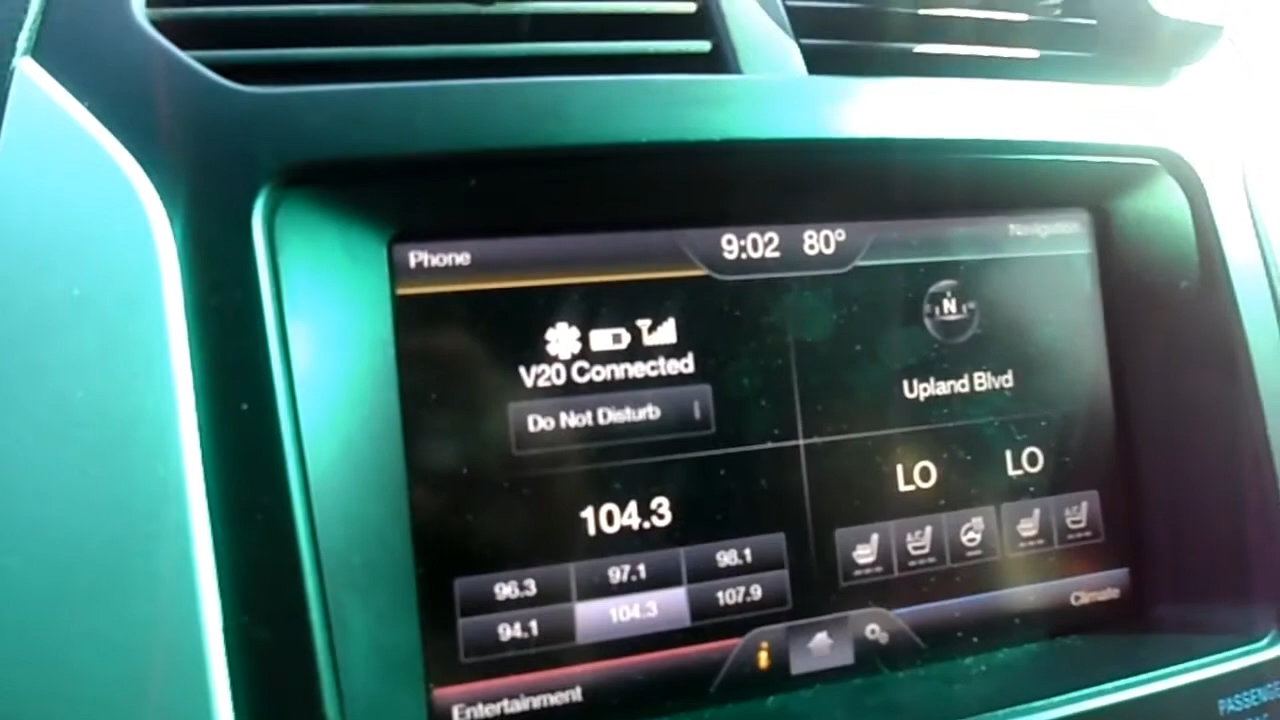 Phone
9:02 80°
Navigation
N
V20 Connected
Upland Blvd
Do Not Disturb
LO LO
104.3
96.3 97.1 98.1
94.1 104.3 107.9
Climate
Entertainment
PASSENGE